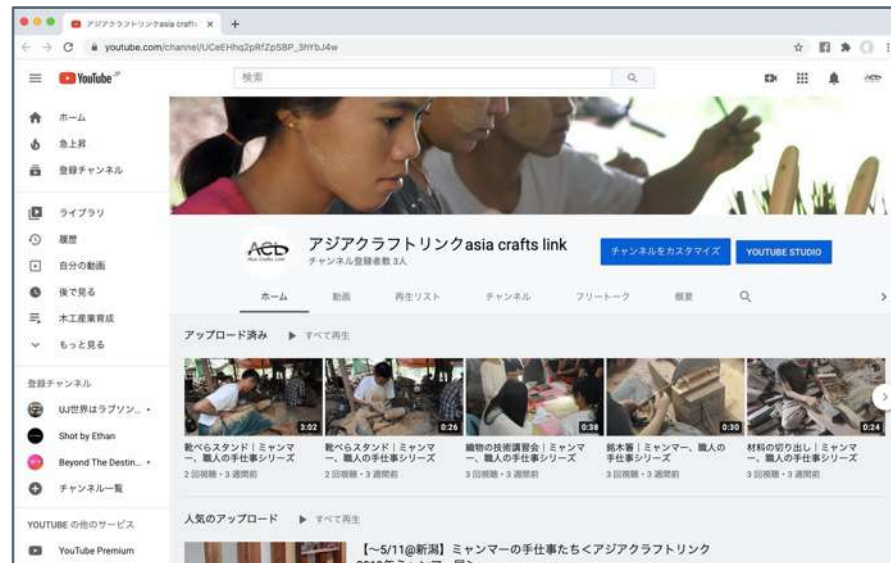 アジアクラフトリンクasia crafts
youtube.com/channel/UCeEHhq2pRfZpSBP_3hYbJ4w
YouTube JP
検索
ACL
ホーム
急上昇
登録チャンネル
ライブラリ
履歴
自分の動画
後で見る
木工産業育成
もっと見る
登録チャンネル
UJ世界はラブソン...
Shot by Ethan
Beyond The Destin...
チャンネル一覧
YOUTUBE の他のサービス
YouTube Premium
ACL
Asia Crafts Link
アジアクラフトリンクasia crafts link
チャンネル登録者数 3人
チャンネルをカスタマイズ
YOUTUBE STUDIO
ホーム 動画 再生リスト チャンネル フリートーク 概要
アップロード済み すべて再生
3:02
靴べらスタンド｜ミャンマ
ー、職人の手仕事シリーズ
2 回視聴・3 週間前
0:26
靴べらスタンド｜ミャンマ
ー、職人の手仕事シリーズ
2 回視聴・3 週間前
0:38
織物の技術講習会｜ミャンマ
ー、職人の手仕事シリーズ
3 回視聴・3 週間前
0:30
銘木箸｜ミャンマー、職人の
手仕事シリーズ
3 回視聴・3 週間前
0:24
材料の切り出し｜ミャンマ
ー、職人の手仕事シリーズ
3 回視聴・3 週間前
人気のアップロード すべて再生
【~5/11@新潟】ミャンマーの手仕事たち<アジアクラフトリンク